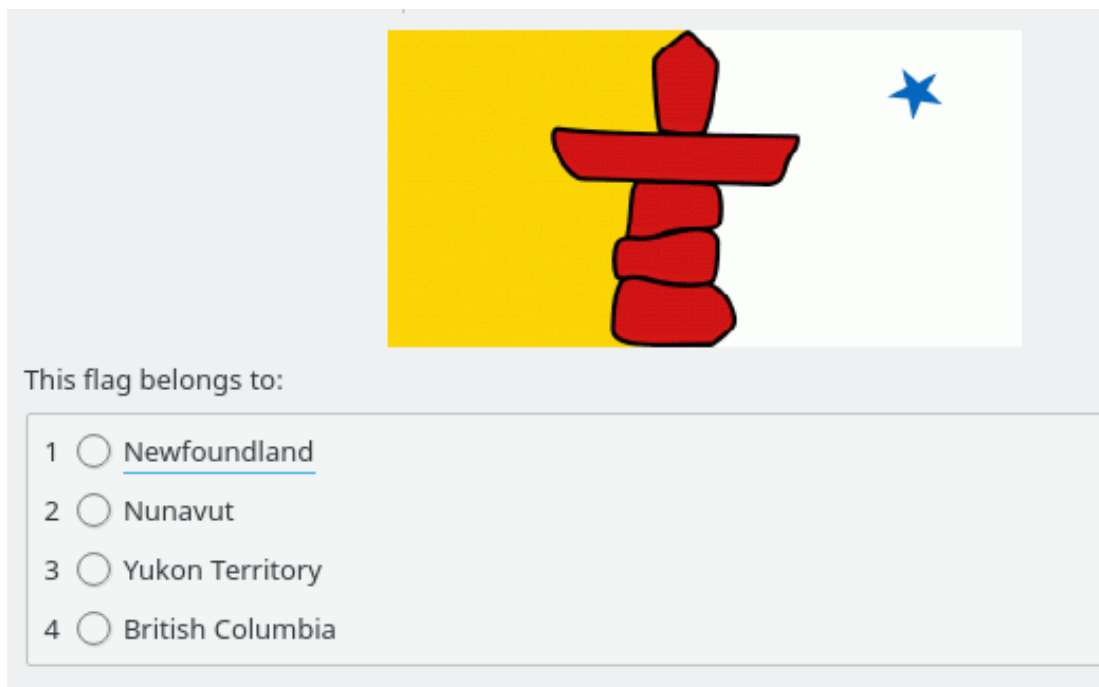 This flag belongs to:
1 Newfoundland
2 Nunavut
3 Yukon Territory
4 British Columbia